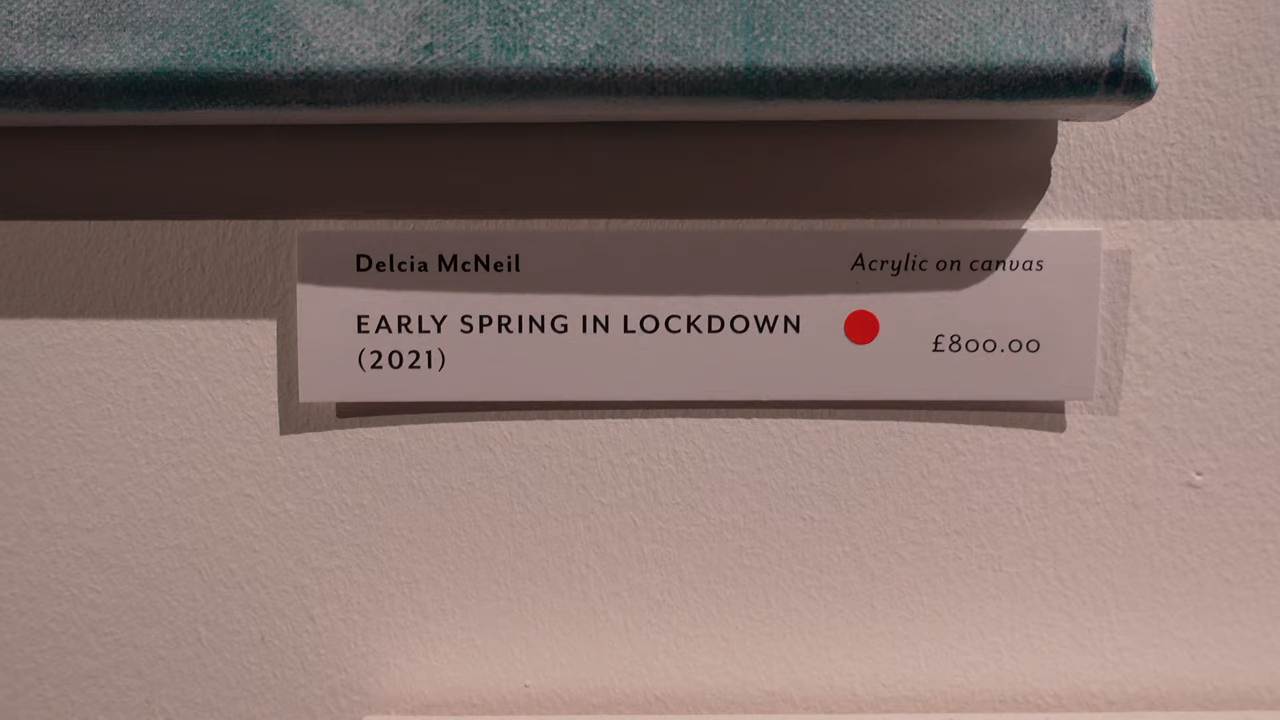 Delcia McNeil
Acrylic on canvas
EARLY SPRING IN LOCKDOWN
(2021)
£800.00